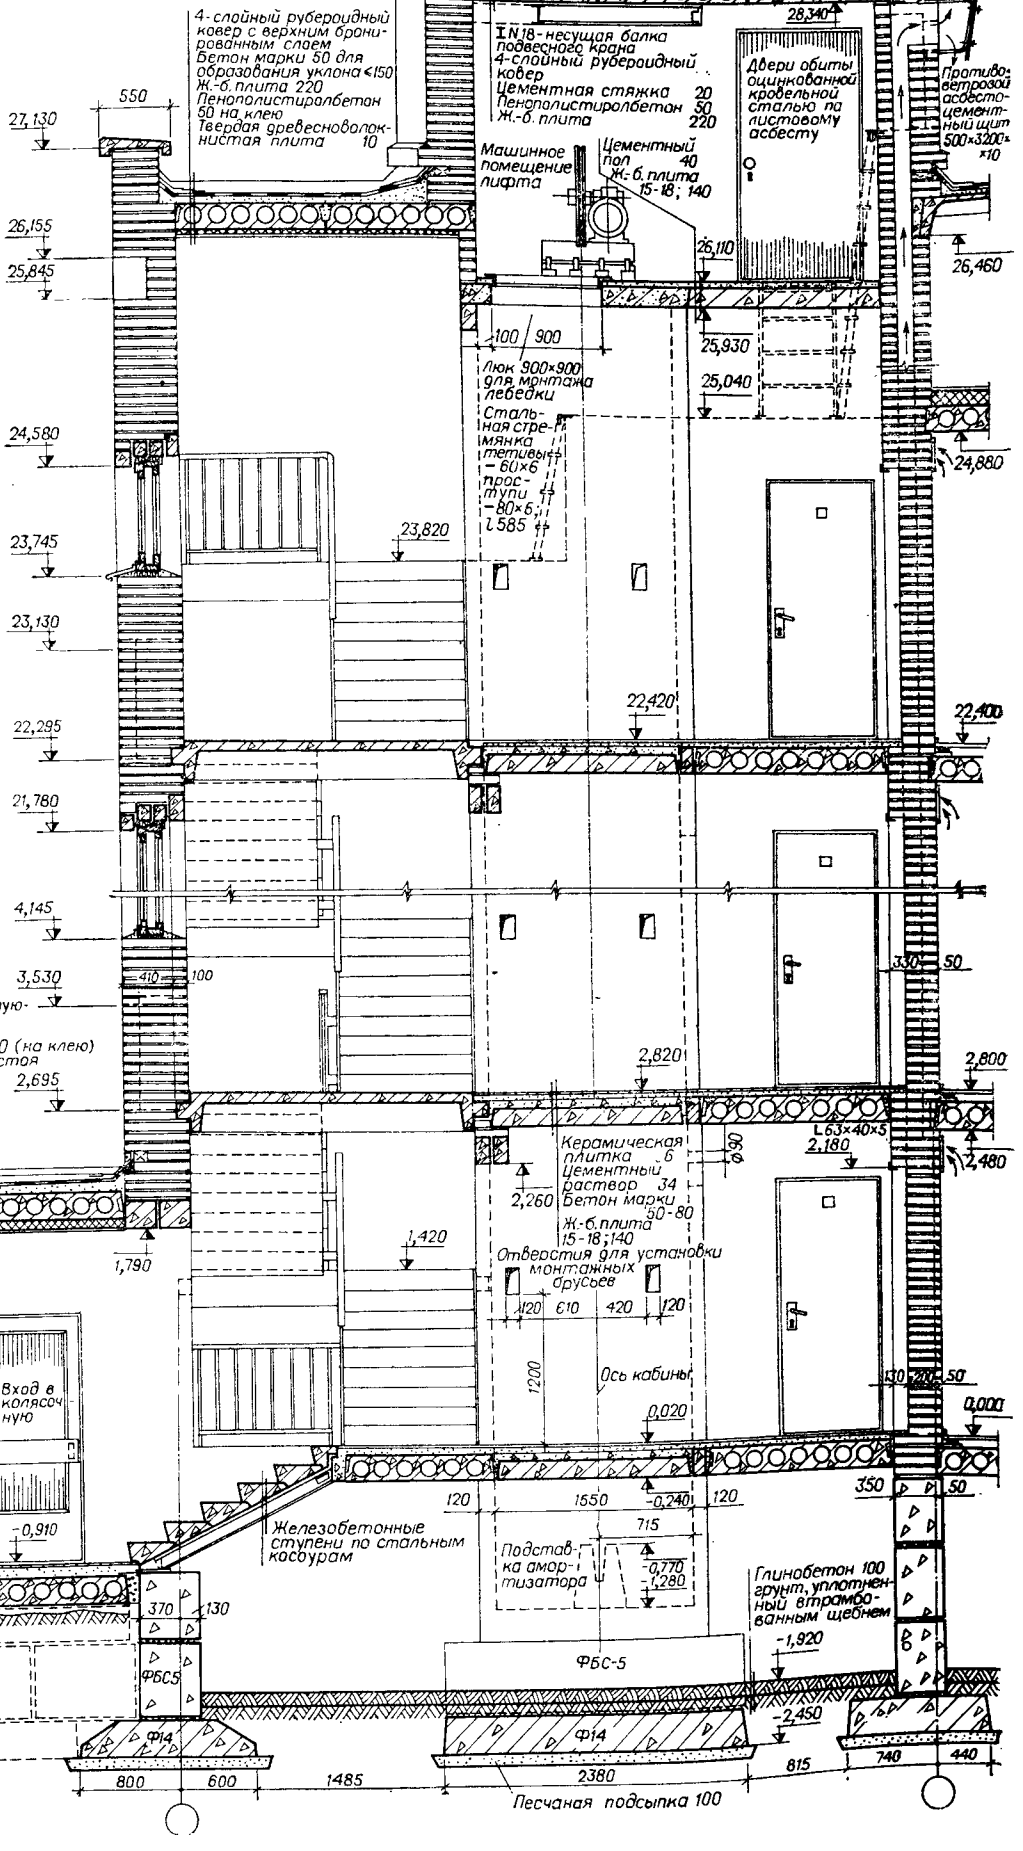 4-слойный рубероидный
ковер с верхним брони-
рованным слоем
Бетон марки 50 для
образования уклона<150
Ж.-б. плита 220
Пенополистиролбетон
50 на клею
Твердая древесноволок-
нистая плита 10
550
27,130
26,155
25,845
24,580
23,745
23,130
22,295
21,780
4,145
3,530
2,695
IN18-несущая балка
подвесного крана
4-слойный рубероидный
ковер
Цементная стяжка 20
Пенополистиролбетон 50
Ж.-б. плита 220
Машинное
помещение
лифта
Цементный
пол 40
Ж.-б. плита
15-18; 140
28,340
Двери обиты
оцинкованной
кровельной
сталью по
листовому
асбесту
Противо-
ветровой
асбесто-
цемент-
ный щит
500×3200×
×10
26,110
26,460
25,930
25,040
24,880
100 900
Люк 900×900
для монтажа
лебедки
Сталь-
ная стре-
мянка
тетивы
-60×6
прос-
тупи
-80×6;
l 585
23,820
22,420
22,400
410 100
330 50
ную-
0 (на клею)
стоя
2,820
2,800
L63×40×5
2,180
2,480
Керамическая
плитка 6
Цементный
раствор 34
Бетон марки
50-80
Ж.-б. плита
15-18; 140
ø90
2,260
1,790
1,420
Отверстия для установки
монтажных
брусьев
120 610 420 120
1200
Ось кабины
Вход в
колясоч-
ную
130 200 50
0,020
0,000
120 1550 -0,240 120
350 50
715
-0,910
Железобетонные
ступени по стальным
косоурам
Подстав-
ка амор-
тизатора
-0,770
-1,280
Глинобетон 100
грунт, уплотнен-
ный втрамбо-
ванным щебнем
370 130
-1,920
ФБС5
ФБС-5
-2,450
Ф14
Ф14
800 600 1485 2380 815 740 440
Песчаная подсыпка 100